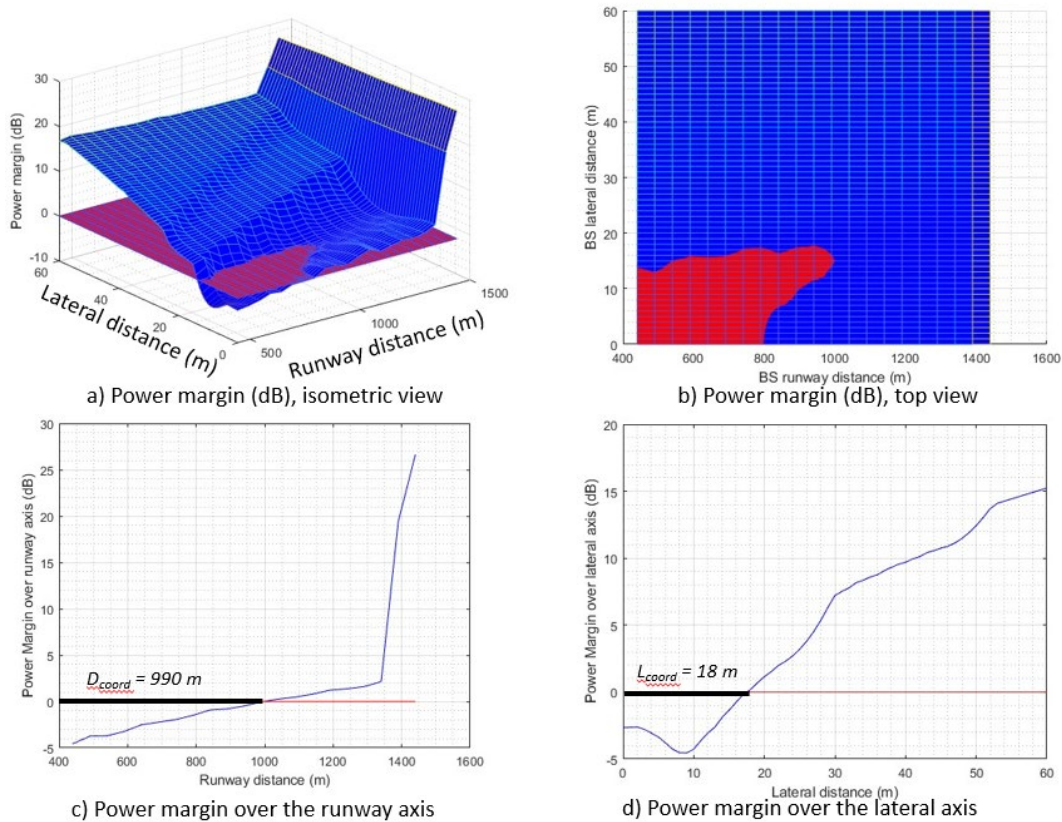 30
20
10
0
-10
Power margin (dB)
60
40
20
0
Lateral distance (m)
500
1000
1500
Runway distance (m)
a) Power margin (dB), isometric view
60
50
40
30
20
10
0
BS lateral distance (m)
400 600 800 1000 1200 1400 1600
BS runway distance (m)
b) Power margin (dB), top view
30
25
20
15
10
5
0
-5
Power Margin over runway axis (dB)
D_coord = 990 m
400 600 800 1000 1200 1400 1600
Runway distance (m)
c) Power margin over the runway axis
20
15
10
5
0
-5
Power Margin over lateral axis (dB)
L_coord = 18 m
0 10 20 30 40 50 60
Lateral distance (m)
d) Power margin over the lateral axis